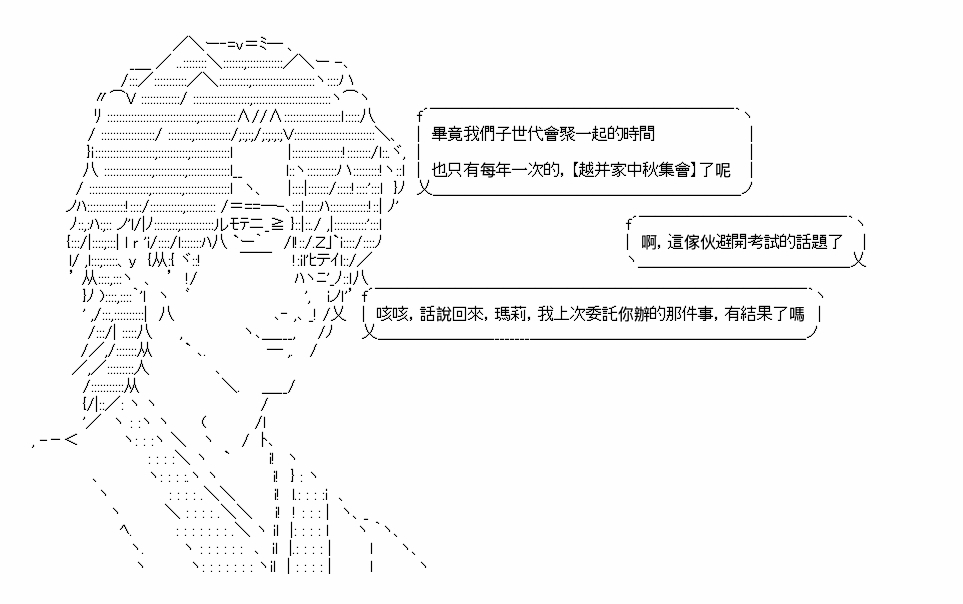 畢竟我們子世代會聚一起的時間
也只有每年一次的,【越并家中秋集會】了呢
啊, 這傢伙避開考試的話題了
咳咳, 話說回來, 瑪莉, 我上次委託你辦的那件事, 有結果了嗎